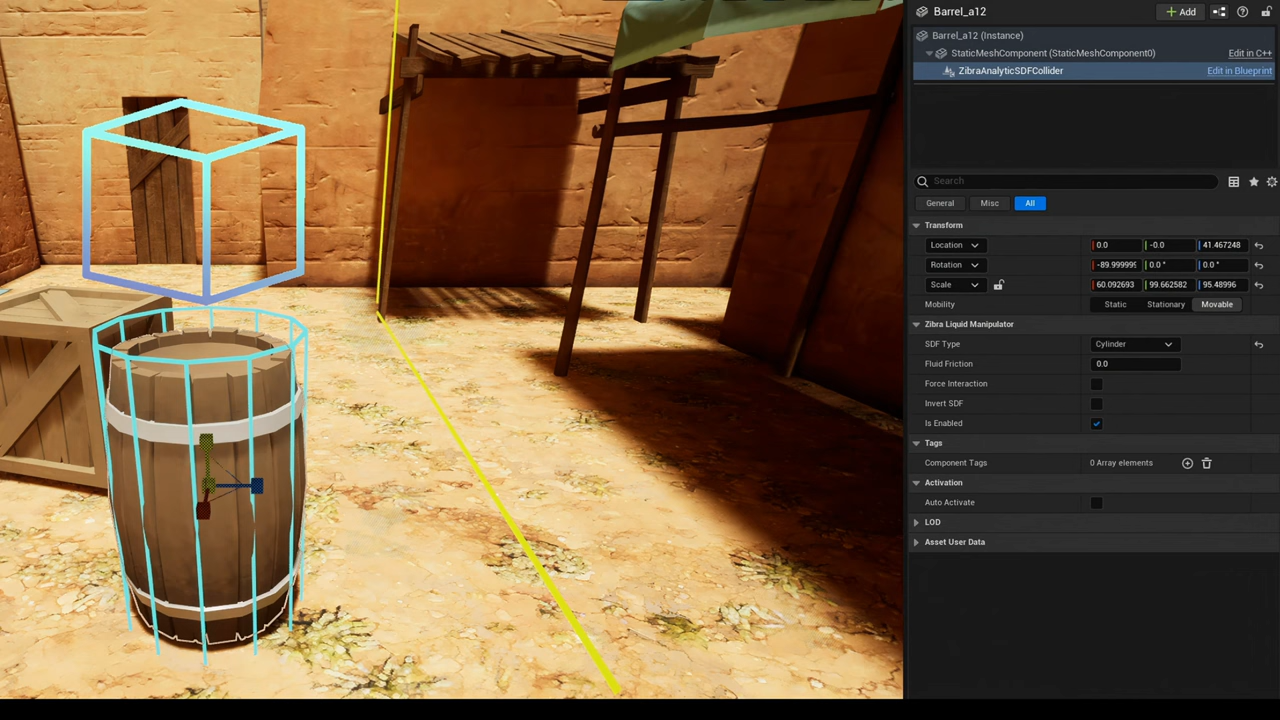 Barrel_a12
+ Add
Barrel_a12 (Instance)
StaticMeshComponent (StaticMeshComponent0) Edit in C++
ZibraAnalyticSDFCollider Edit in Blueprint
Search
General Misc All
Transform
Location 0.0 -0.0 41.467248
Rotation -89.999999 0.0 ° 0.0 °
Scale 60.092693 99.662582 95.48996
Mobility Static Stationary Movable
Zibra Liquid Manipulator
SDF Type Cylinder
Fluid Friction 0.0
Force Interaction
Invert SDF
Is Enabled
Tags
Component Tags 0 Array elements
Activation
Auto Activate
LOD
Asset User Data